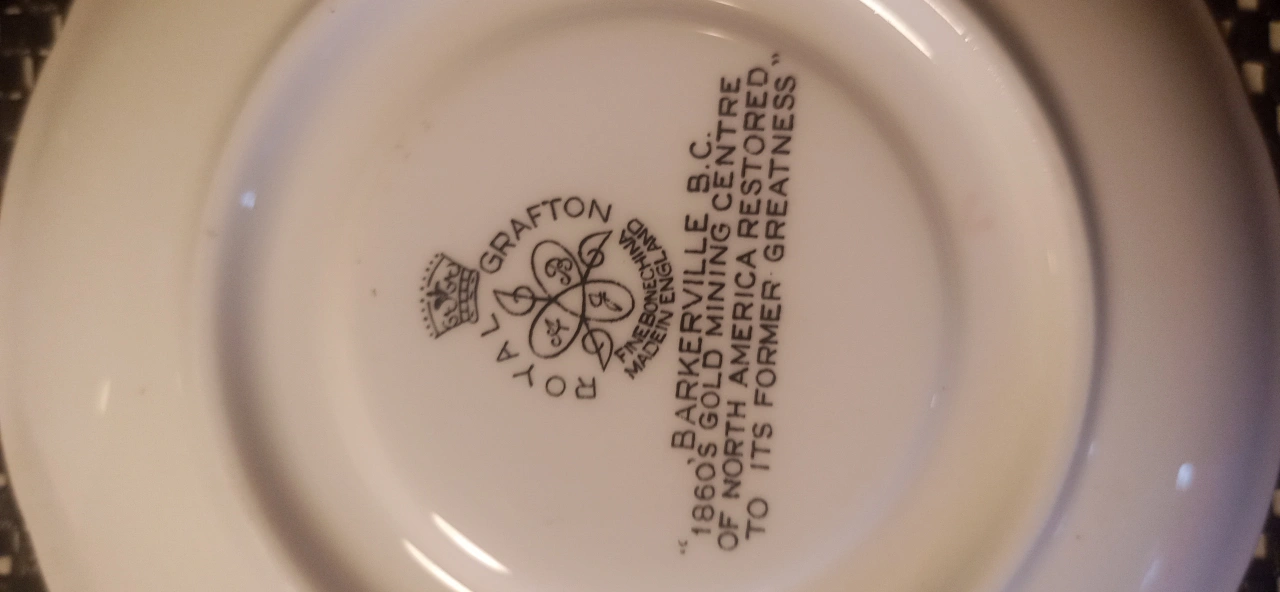 ROYAL GRAFTON
A B J
FINE BONE CHINA
MADE IN ENGLAND
'BARKERVILLE B.C.
"1860'S GOLD MINING CENTRE
OF NORTH AMERICA RESTORED
TO ITS FORMER GREATNESS"